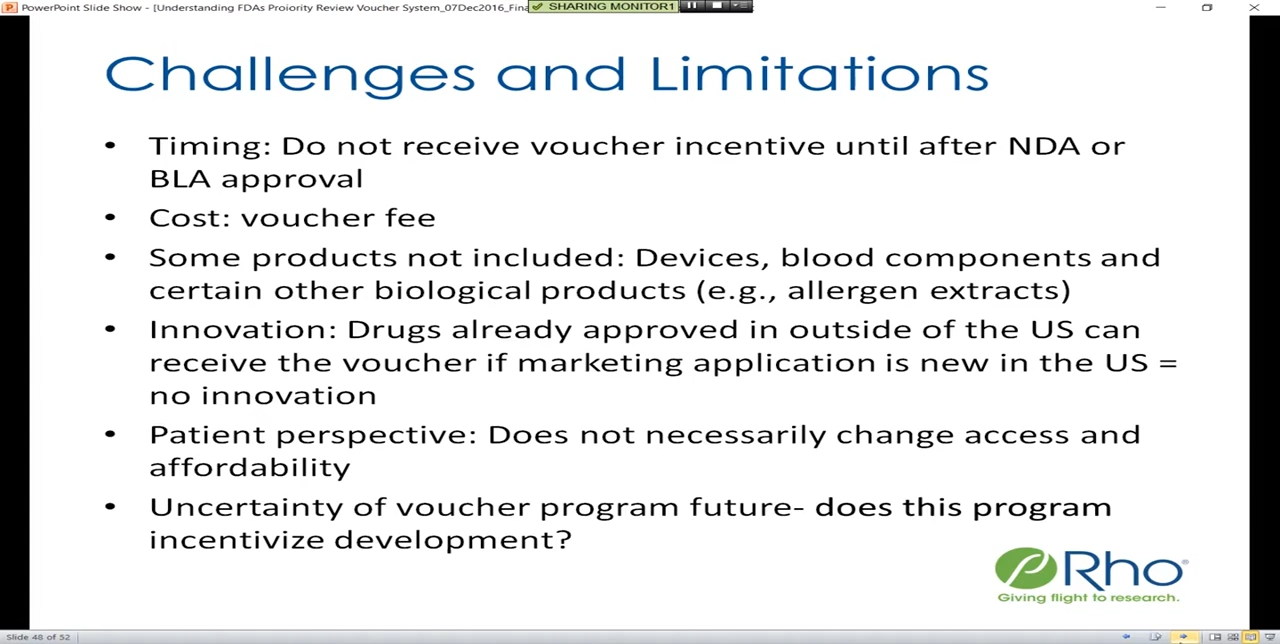 PowerPoint Slide Show - [Understanding FDAs Proiority Review Voucher System_07Dec2016_Fina
SHARING MONITOR1
Challenges and Limitations
• Timing: Do not receive voucher incentive until after NDA or
BLA approval
• Cost: voucher fee
• Some products not included: Devices, blood components and
certain other biological products (e.g., allergen extracts)
• Innovation: Drugs already approved in outside of the US can
receive the voucher if marketing application is new in the US =
no innovation
• Patient perspective: Does not necessarily change access and
affordability
• Uncertainty of voucher program future- does this program
incentivize development?
Rho
Giving flight to research.
Slide 48 of 52